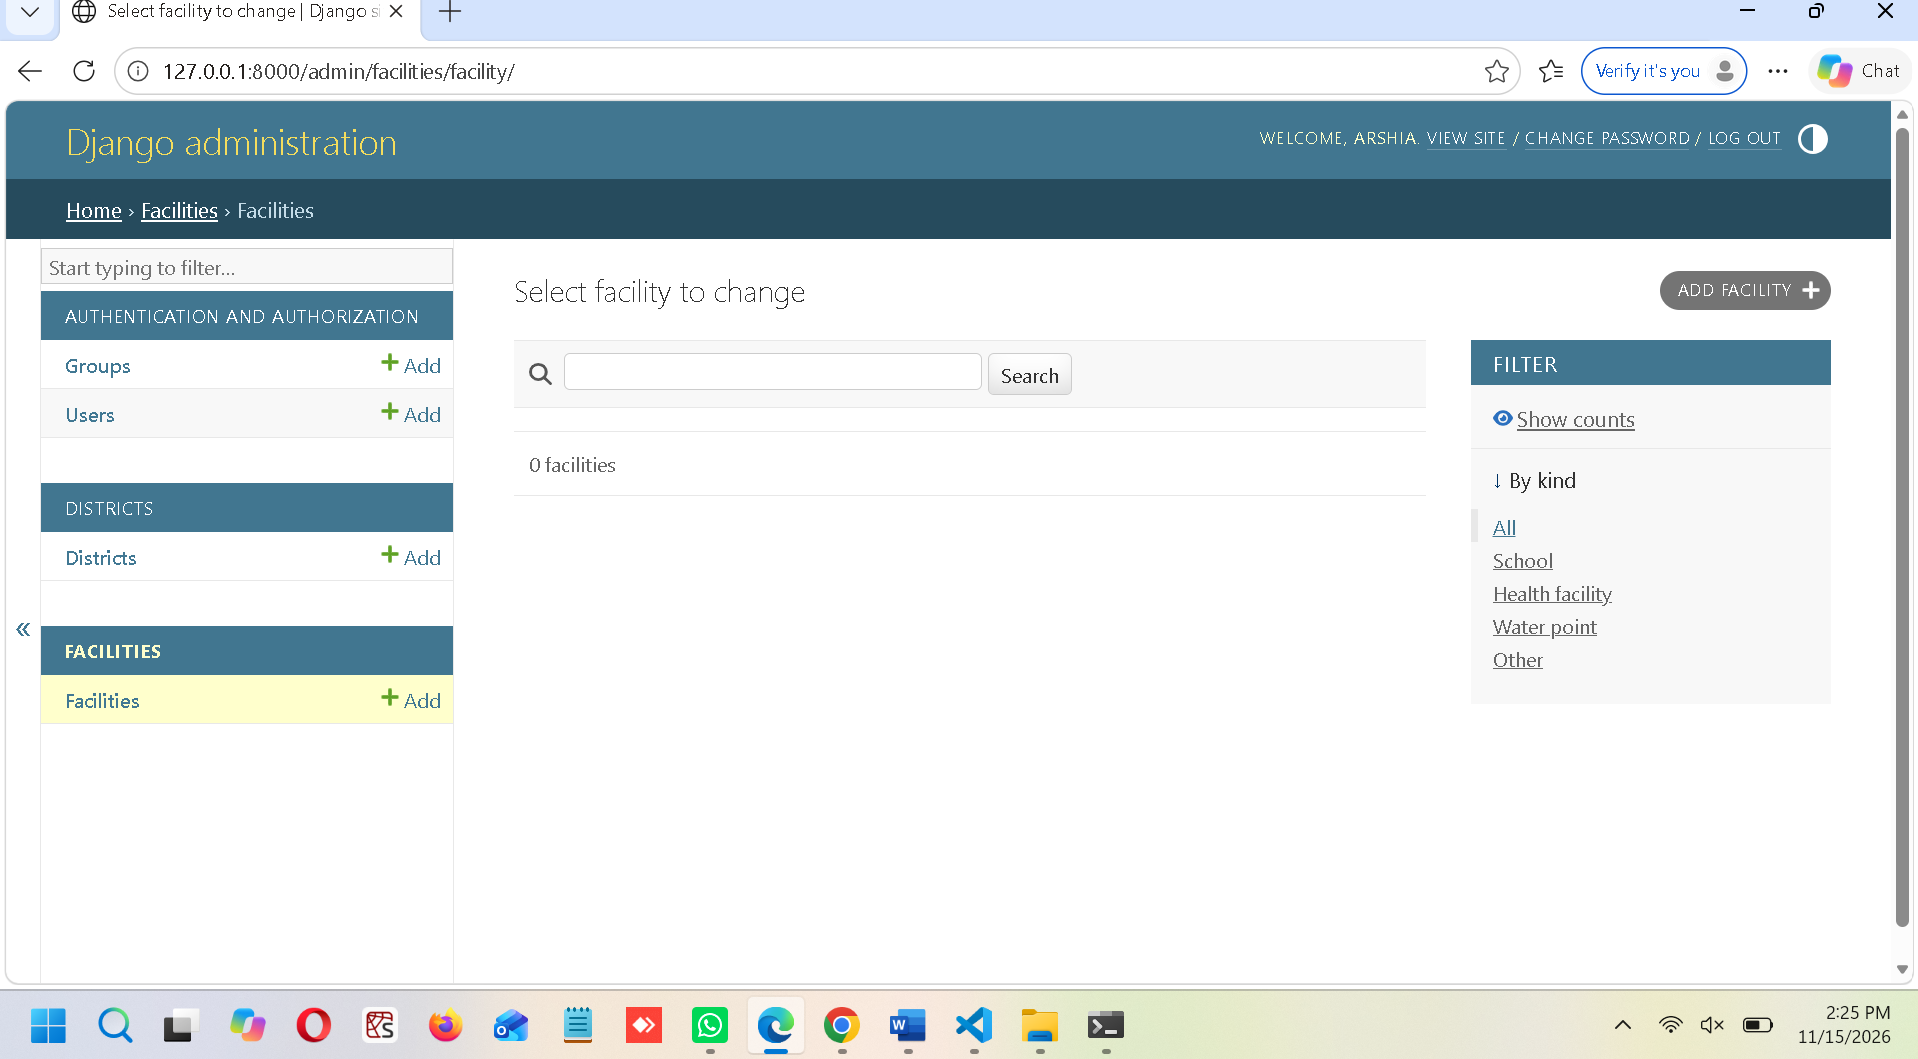 Select facility to change | Django si
127.0.0.1:8000/admin/facilities/facility/
Verify it's you
Chat
Django administration
WELCOME, ARSHIA. VIEW SITE / CHANGE PASSWORD / LOG OUT
Home › Facilities › Facilities
Start typing to filter...
AUTHENTICATION AND AUTHORIZATION
Groups + Add
Users + Add
DISTRICTS
Districts + Add
FACILITIES
Facilities + Add
«
Select facility to change
ADD FACILITY +
Search
0 facilities
FILTER
Show counts
↓ By kind
All
School
Health facility
Water point
Other
2:25 PM
11/15/2026